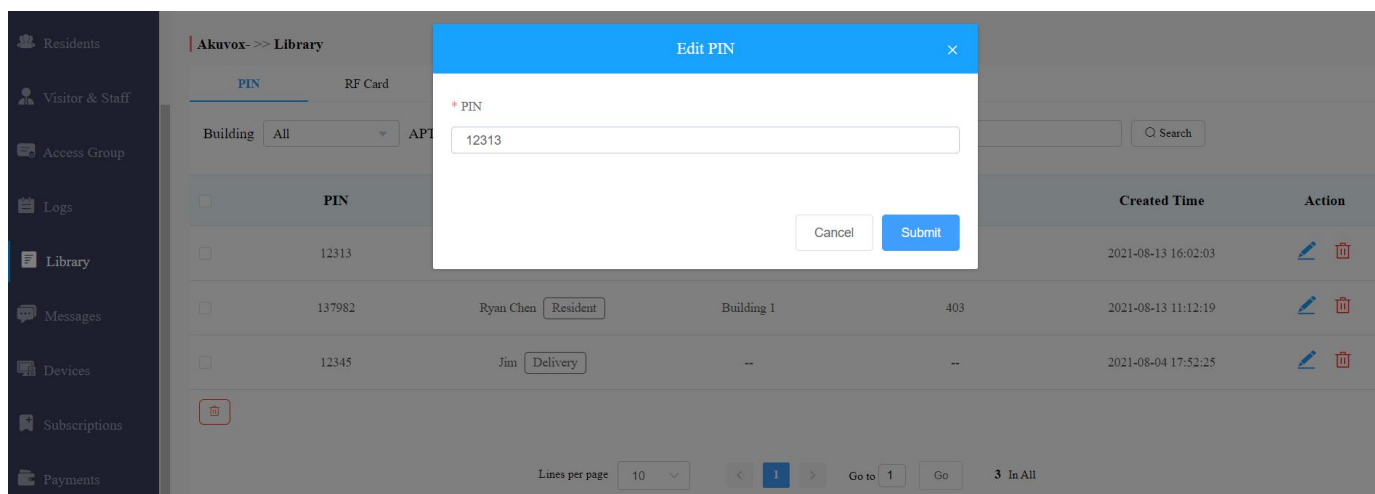 Residents
Visitor & Staff
Access Group
Logs
Library
Messages
Devices
Subscriptions
Payments
Akuvox- >> Library
PIN RF Card
Building All APT
Search
Edit PIN
* PIN
12313
Cancel Submit
PIN Created Time Action
12313 2021-08-13 16:02:03
137982 Ryan Chen Resident Building 1 403 2021-08-13 11:12:19
12345 Jim Delivery -- -- 2021-08-04 17:52:25
Lines per page 10 < 1 > Go to 1 Go 3 In All